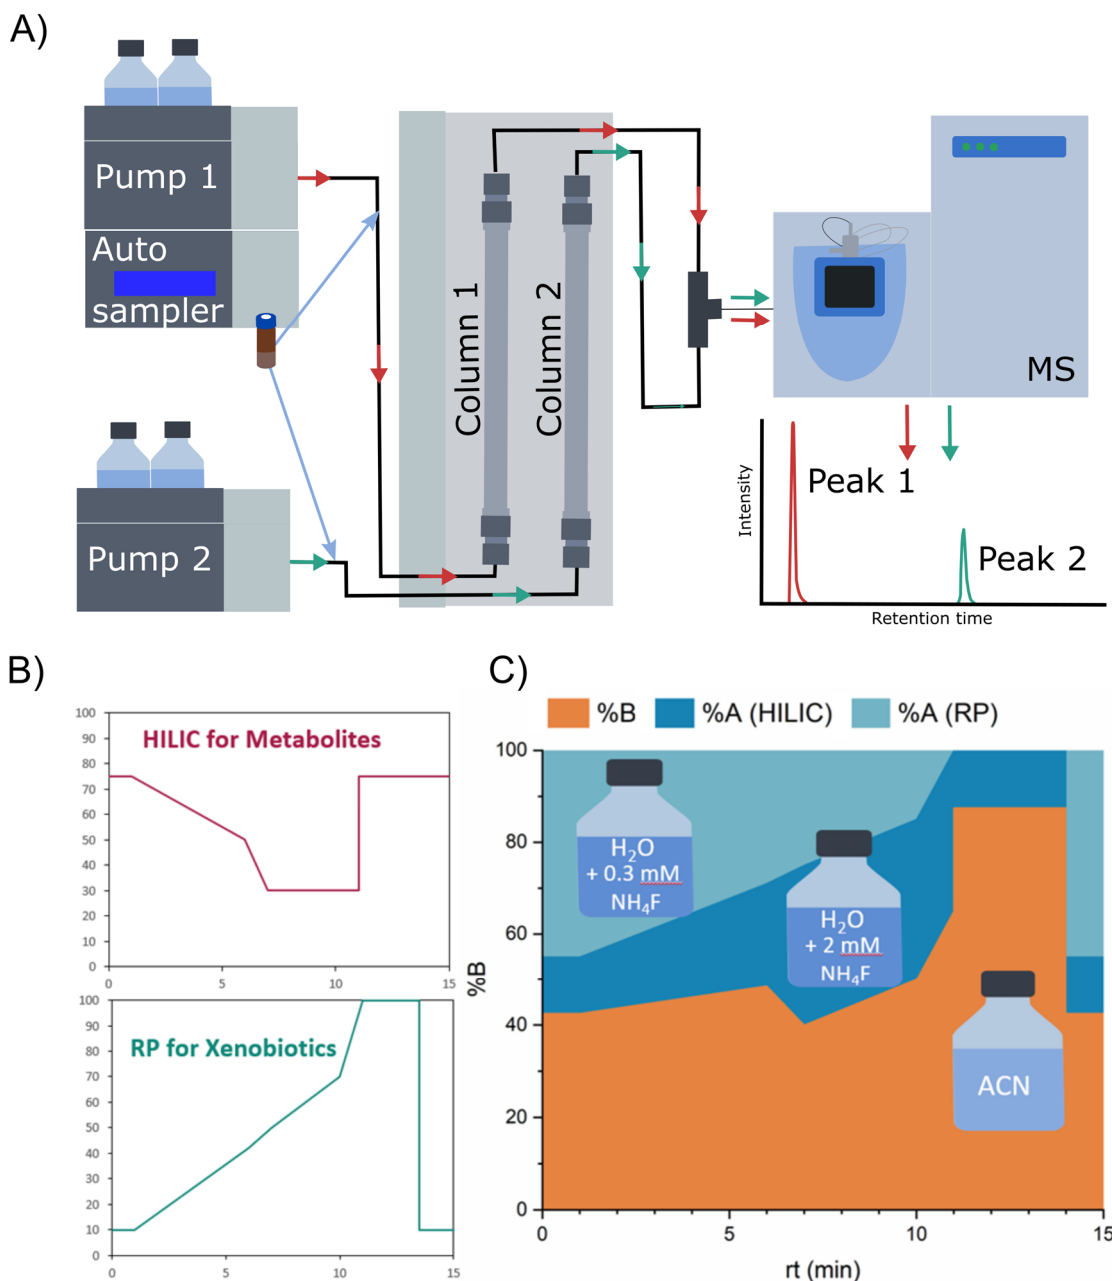 A)
Pump 1
Auto
sampler
Pump 2
Column 1
Column 2
MS
Intensity
Peak 1
Peak 2
Retention time
B)
100
90
80
70
60
50
40
30
20
10
0
HILIC for Metabolites
0
5
10
15
100
90
80
70
60
50
40
30
20
10
0
RP for Xenobiotics
0
5
10
15
C)
%B
%A (HILIC)
%A (RP)
%B
100
80
60
40
20
0
H₂O
+ 0.3 mM
NH₄F
H₂O
+ 2 mM
NH₄F
ACN
0
5
10
15
rt (min)